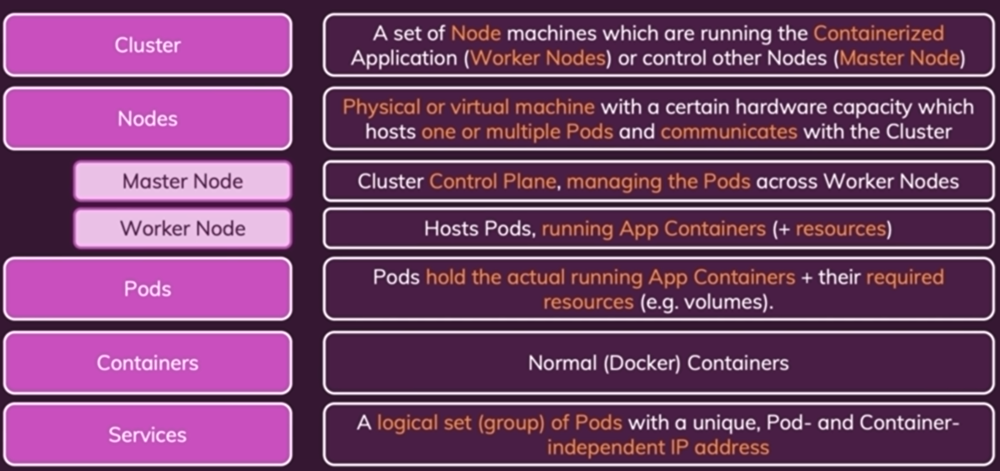 Cluster
A set of Node machines which are running the Containerized
Application (Worker Nodes) or control other Nodes (Master Node)
Nodes
Physical or virtual machine with a certain hardware capacity which
hosts one or multiple Pods and communicates with the Cluster
Master Node
Cluster Control Plane, managing the Pods across Worker Nodes
Worker Node
Hosts Pods, running App Containers (+ resources)
Pods
Pods hold the actual running App Containers + their required
resources (e.g. volumes).
Containers
Normal (Docker) Containers
Services
A logical set (group) of Pods with a unique, Pod- and Container-
independent IP address